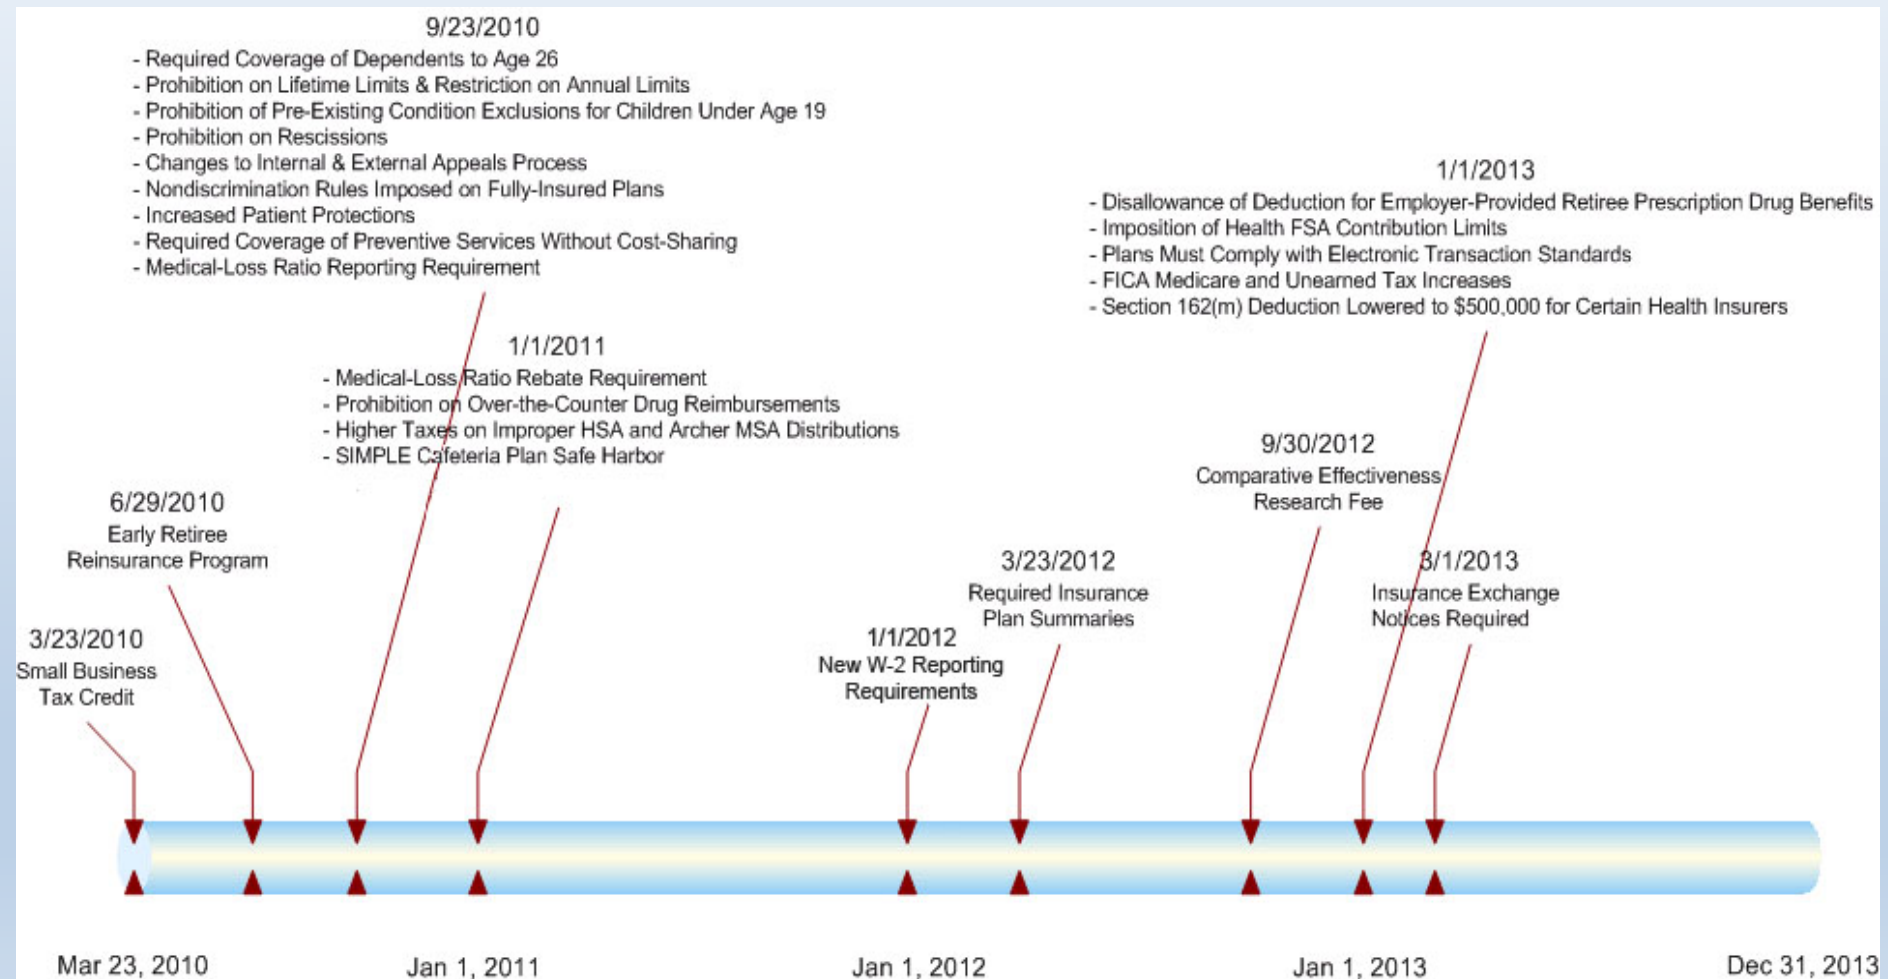 9/23/2010
- Required Coverage of Dependents to Age 26
- Prohibition on Lifetime Limits & Restriction on Annual Limits
- Prohibition of Pre-Existing Condition Exclusions for Children Under Age 19
- Prohibition on Rescissions
- Changes to Internal & External Appeals Process
- Nondiscrimination Rules Imposed on Fully-Insured Plans
- Increased Patient Protections
- Required Coverage of Preventive Services Without Cost-Sharing
- Medical-Loss Ratio Reporting Requirement
1/1/2013
- Disallowance of Deduction for Employer-Provided Retiree Prescription Drug Benefits
- Imposition of Health FSA Contribution Limits
- Plans Must Comply with Electronic Transaction Standards
- FICA Medicare and Unearned Tax Increases
- Section 162(m) Deduction Lowered to $500,000 for Certain Health Insurers
1/1/2011
- Medical-Loss Ratio Rebate Requirement
- Prohibition on Over-the-Counter Drug Reimbursements
- Higher Taxes on Improper HSA and Archer MSA Distributions
- SIMPLE Cafeteria Plan Safe Harbor
9/30/2012
Comparative Effectiveness
Research Fee
6/29/2010
Early Retiree
Reinsurance Program
3/23/2012
Required Insurance
Plan Summaries
3/1/2013
Insurance Exchange
Notices Required
3/23/2010
Small Business
Tax Credit
1/1/2012
New W-2 Reporting
Requirements
Mar 23, 2010
Jan 1, 2011
Jan 1, 2012
Jan 1, 2013
Dec 31, 2013